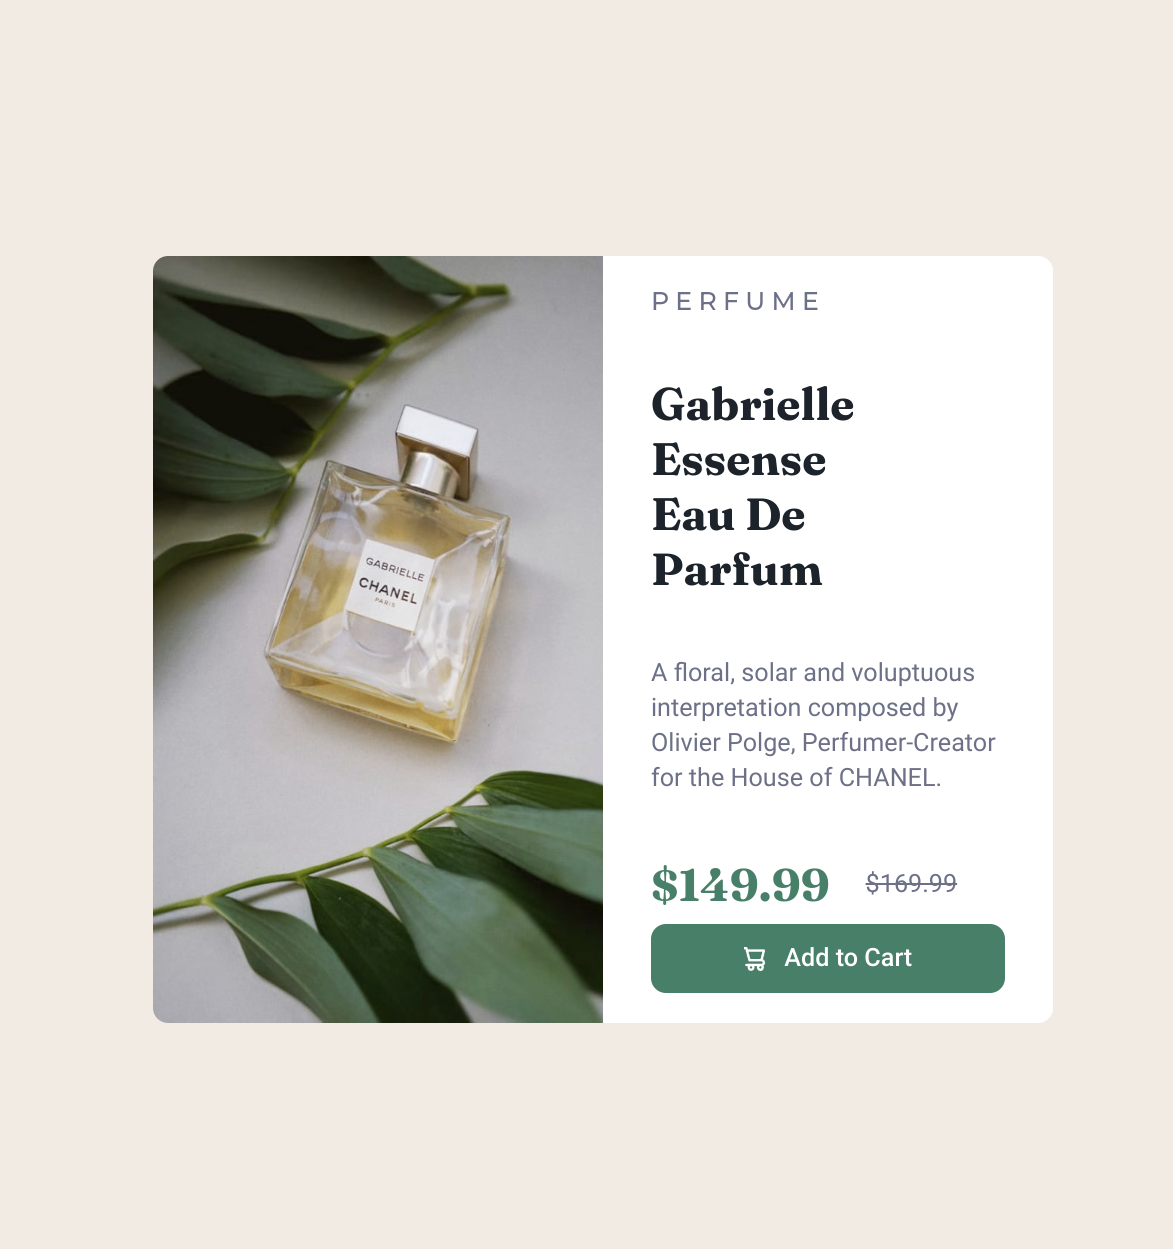 GABRIELLE
CHANEL
PARIS
PERFUME
Gabrielle
Essense
Eau De
Parfum
A floral, solar and voluptuous
interpretation composed by
Olivier Polge, Perfumer-Creator
for the House of CHANEL.
$149.99 $169.99
Add to Cart